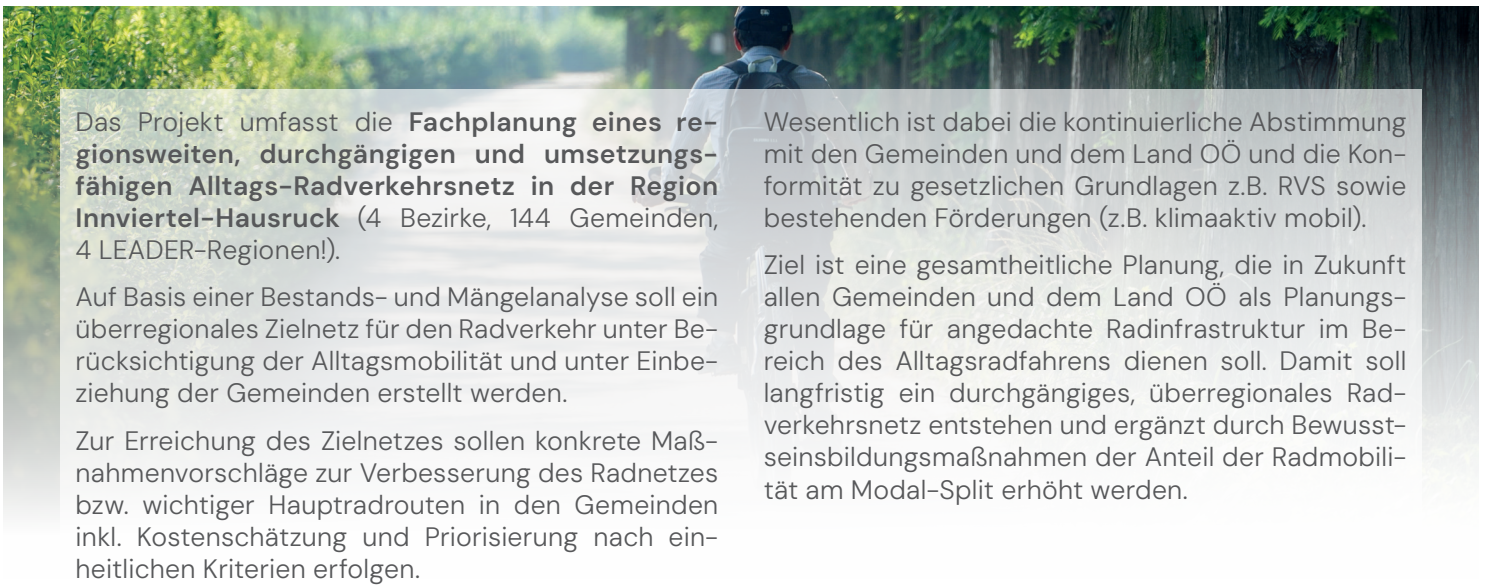 Das Projekt umfasst die Fachplanung eines re-
gionsweiten, durchgängigen und umsetzungs-
fähigen Alltags-Radverkehrsnetz in der Region
Innviertel-Hausruck (4 Bezirke, 144 Gemeinden,
4 LEADER-Regionen!).
Auf Basis einer Bestands- und Mängelanalyse soll ein
überregionales Zielnetz für den Radverkehr unter Be-
rücksichtigung der Alltagsmobilität und unter Einbe-
ziehung der Gemeinden erstellt werden.
Zur Erreichung des Zielnetzes sollen konkrete Maß-
nahmenvorschläge zur Verbesserung des Radnetzes
bzw. wichtiger Hauptradrouten in den Gemeinden
inkl. Kostenschätzung und Priorisierung nach ein-
heitlichen Kriterien erfolgen.
Wesentlich ist dabei die kontinuierliche Abstimmung
mit den Gemeinden und dem Land OÖ und die Kon-
formität zu gesetzlichen Grundlagen z.B. RVS sowie
bestehenden Förderungen (z.B. klimaaktiv mobil).
Ziel ist eine gesamtheitliche Planung, die in Zukunft
allen Gemeinden und dem Land OÖ als Planungs-
grundlage für angedachte Radinfrastruktur im Be-
reich des Alltagsradfahrens dienen soll. Damit soll
langfristig ein durchgängiges, überregionales Rad-
verkehrsnetz entstehen und ergänzt durch Bewusst-
seinsbildungsmaßnahmen der Anteil der Radmobili-
tät am Modal-Split erhöht werden.